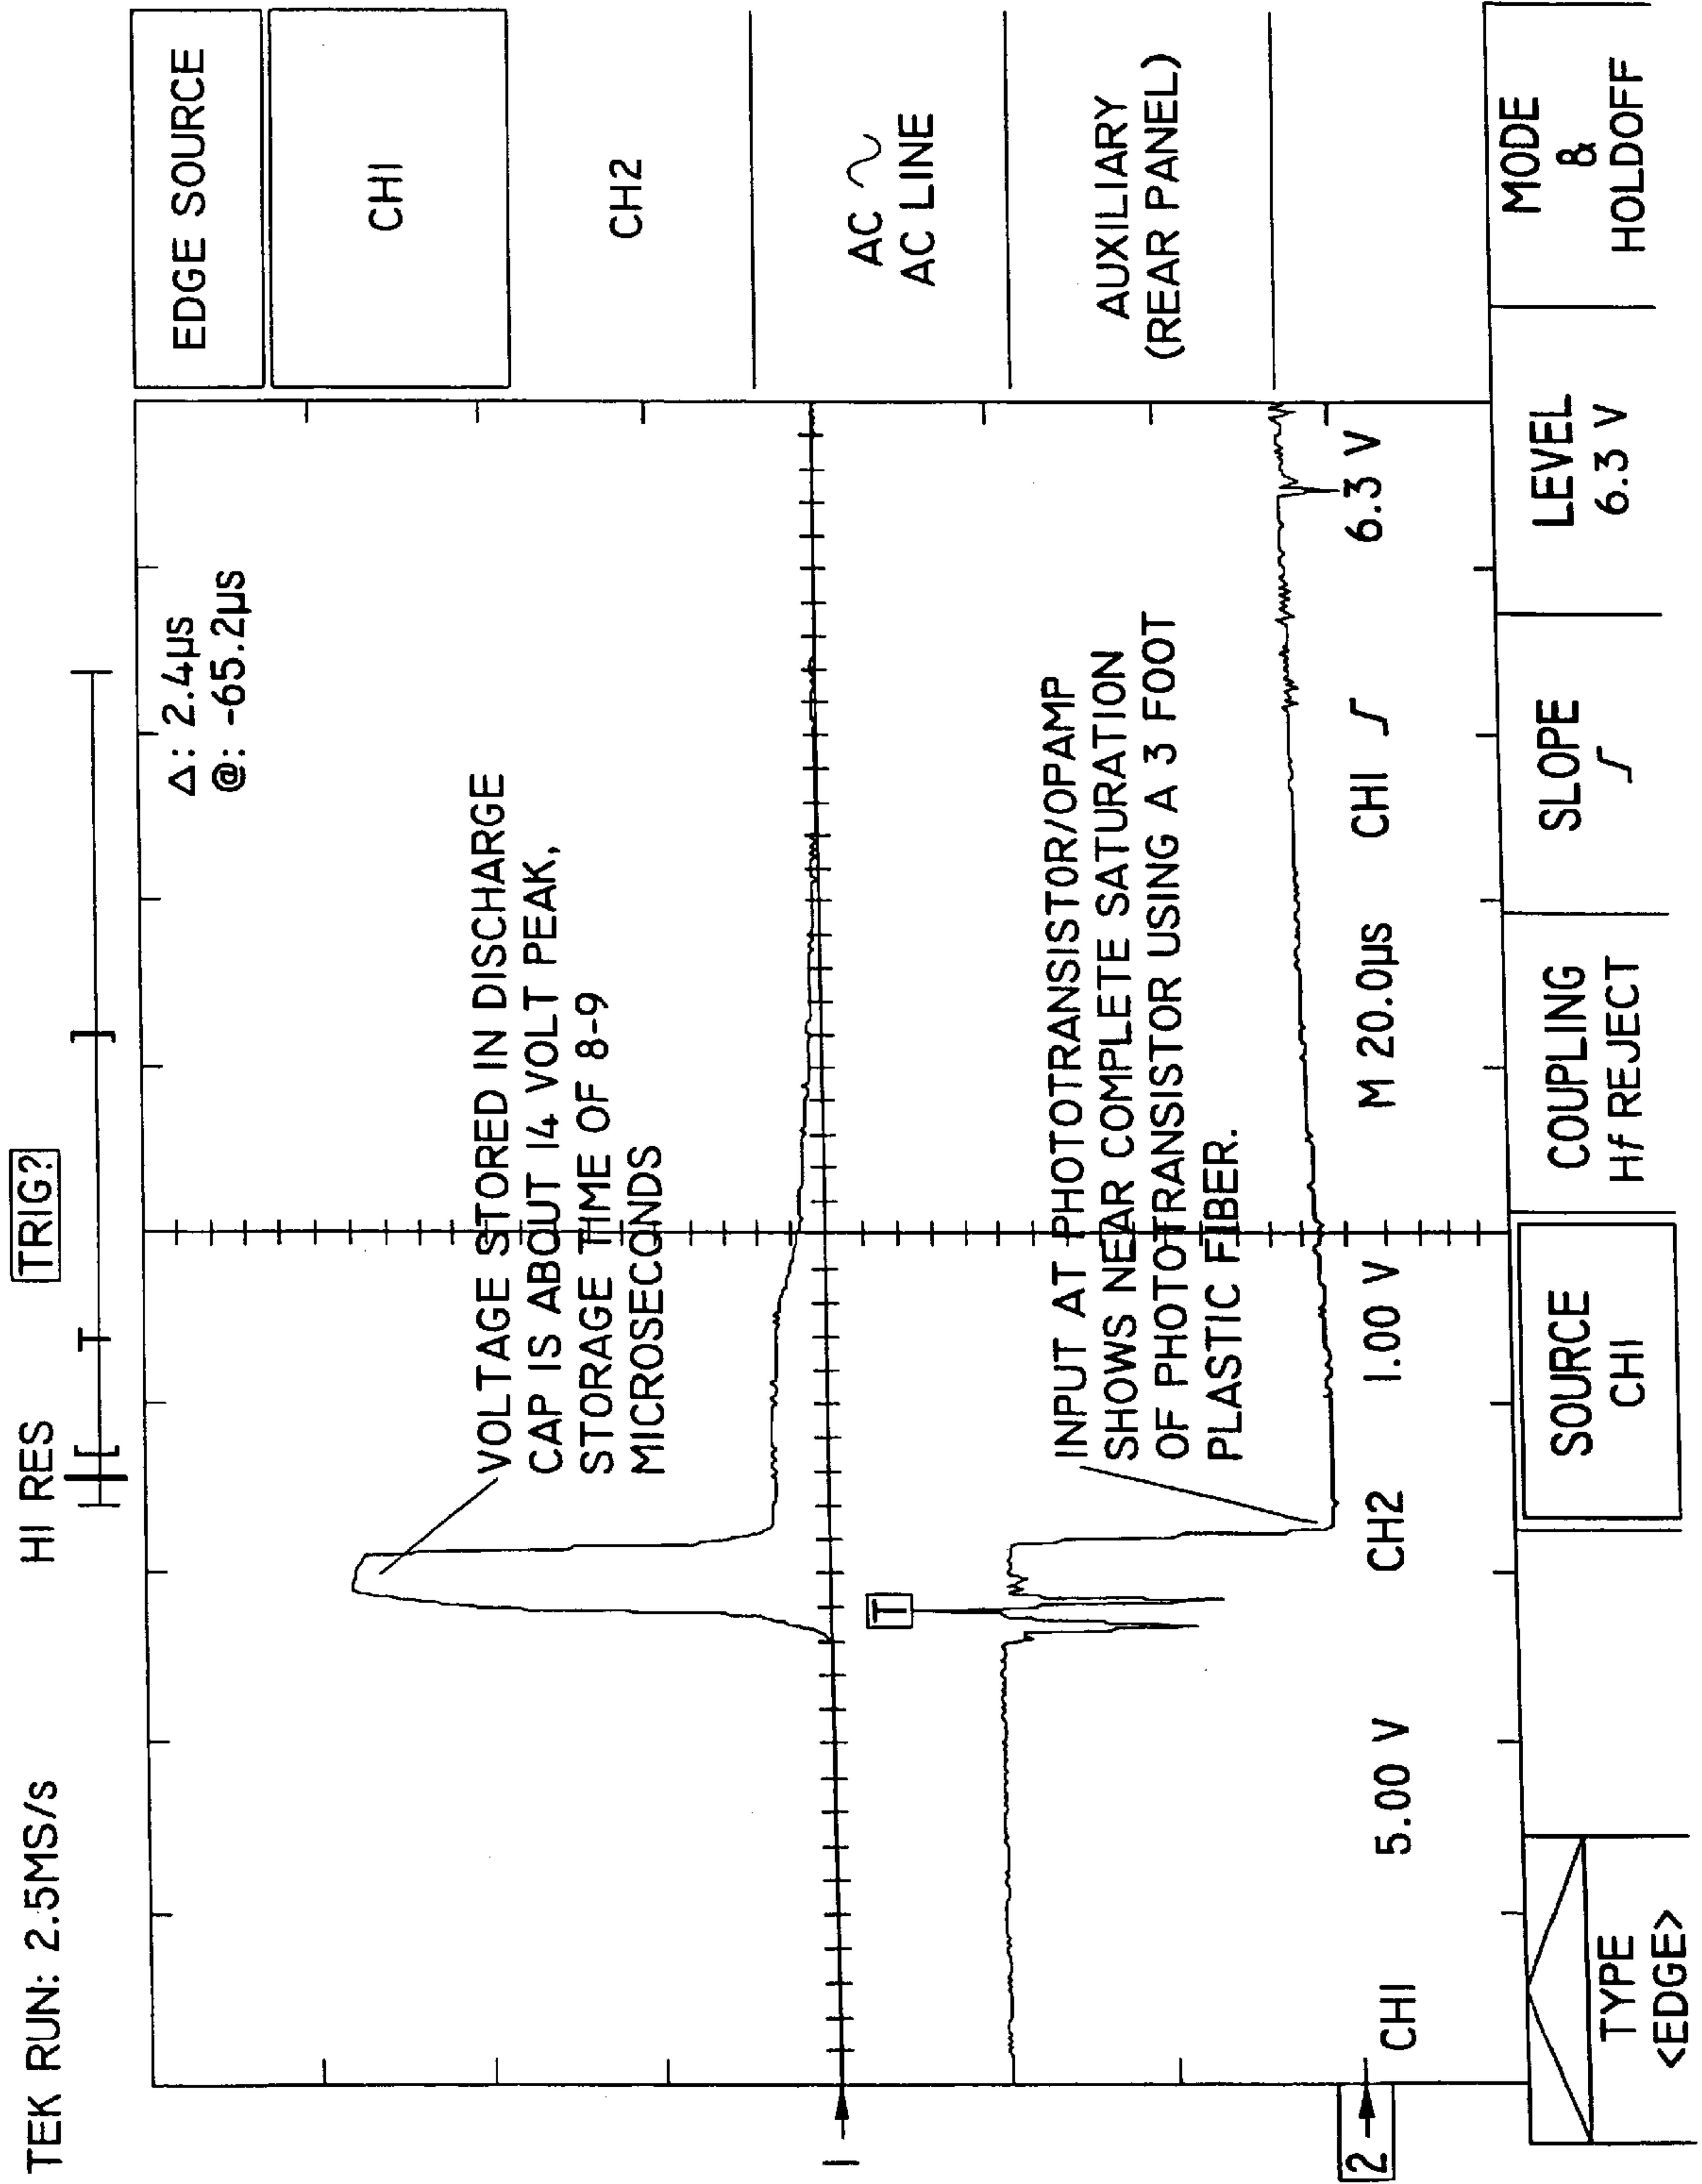 TEK RUN: 2.5MS/s HI RES TRIG?
[ T ]
Δ: 2.4µs
@: -65.2µs
VOLTAGE STORED IN DISCHARGE
CAP IS ABOUT 14 VOLT PEAK,
STORAGE TIME OF 8-9
MICROSECONDS
1
T
INPUT AT PHOTOTRANSISTOR/OPAMP
SHOWS NEAR COMPLETE SATURATION
OF PHOTOTRANSISTOR USING A 3 FOOT
PLASTIC FIBER.
2
CH1 5.00 V CH2 1.00 V M 20.0µs CH1 ∫ 6.3 V
EDGE SOURCE
CH1
CH2
AC ~
AC LINE
AUXILIARY
(REAR PANEL)
TYPE
<EDGE>
SOURCE
CH1
COUPLING
Hf REJECT
SLOPE
∫
LEVEL
6.3 V
MODE
&
HOLDOFF